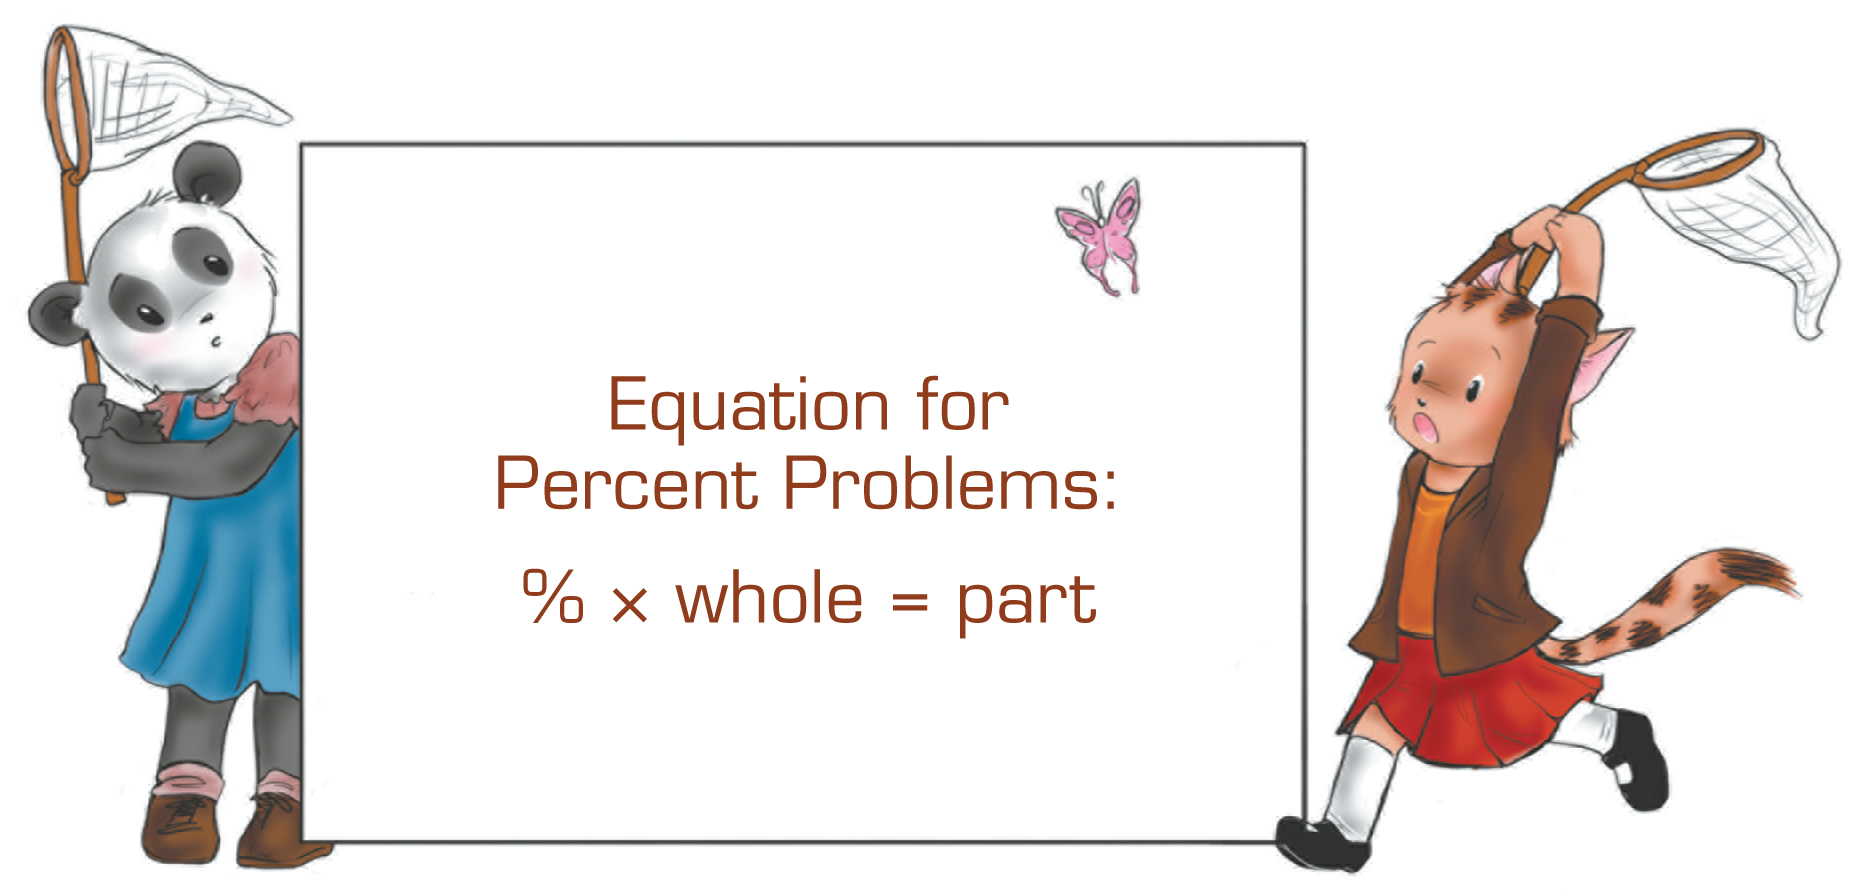 Equation for
Percent Problems:
% × whole = part